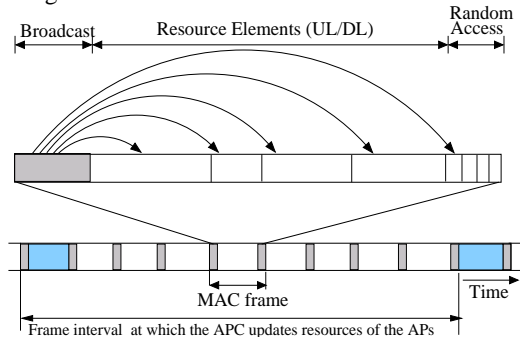 Broadcast
Resource Elements (UL/DL)
Random
Access
MAC frame
Time
Frame interval at which the APC updates resources of the APs